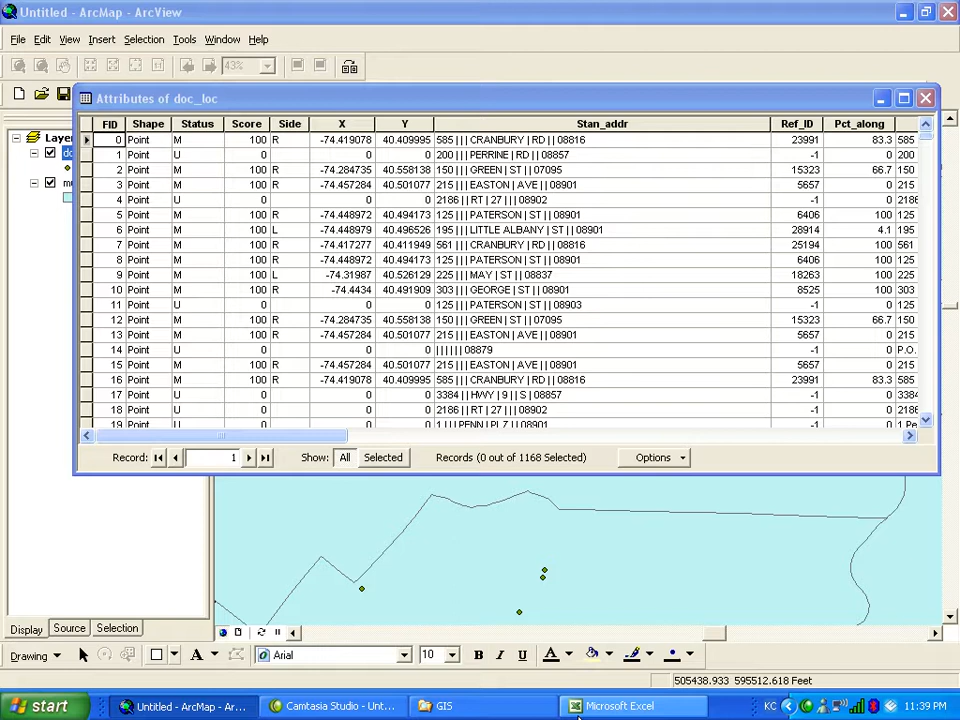 Untitled - ArcMap - ArcView
File Edit View Insert Selection Tools Window Help
43%
Attributes of doc_loc
FID Shape Status Score Side X Y Stan_addr Ref_ID Pct_along
0 Point M 100 R -74.419078 40.409995 585 | | | CRANBURY | RD | | 08816 23991 83.3 585
1 Point U 0 0 0 200 | | | PERRINE | RD | | 08857 -1 0 200
2 Point M 100 R -74.284735 40.558138 150 | | | GREEN | ST | | 07095 15323 66.7 150
3 Point M 100 R -74.457284 40.501077 215 | | | EASTON | AVE | | 08901 5657 0 215
4 Point U 0 0 0 2186 | | RT | 27 | | | 08902 -1 0 2186
5 Point M 100 R -74.448972 40.494173 125 | | | PATERSON | ST | | 08901 6406 100 125
6 Point M 100 L -74.448979 40.496526 195 | | | LITTLE ALBANY | ST | | 08901 28914 4.1 195
7 Point M 100 R -74.417277 40.411949 561 | | | CRANBURY | RD | | 08816 25194 100 561
8 Point M 100 R -74.448972 40.494173 125 | | | PATERSON | ST | | 08901 6406 100 125
9 Point M 100 L -74.31987 40.526129 225 | | | MAY | ST | | 08837 18263 100 225
10 Point M 100 R -74.4434 40.491909 303 | | | GEORGE | ST | | 08901 8525 100 303
11 Point U 0 0 0 125 | | | PATERSON | ST | | 08903 -1 0 125
12 Point M 100 R -74.284735 40.558138 150 | | | GREEN | ST | | 07095 15323 66.7 150
13 Point M 100 R -74.457284 40.501077 215 | | | EASTON | AVE | | 08901 5657 0 215
14 Point U 0 0 0 | | | | | | 08879 -1 0 P.O.
15 Point M 100 R -74.457284 40.501077 215 | | | EASTON | AVE | | 08901 5657 0 215
16 Point M 100 R -74.419078 40.409995 585 | | | CRANBURY | RD | | 08816 23991 83.3 585
17 Point U 0 0 0 3384 | | HWY | 9 | | S | 08857 -1 0 3384
18 Point U 0 0 0 2186 | | RT | 27 | | | 08902 -1 0 2186
19 Point U 0 0 0 1 | | | PENN | PLZ | | 08901 -1 0 1 Pe
Record: 1 Show: All Selected Records (0 out of 1168 Selected) Options
Display Source Selection
Drawing A Arial 10 B I U A
505438.933 595512.618 Feet
start Untitled - ArcMap - Ar... Camtasia Studio - Unt... GIS Microsoft Excel KC 11:39 PM